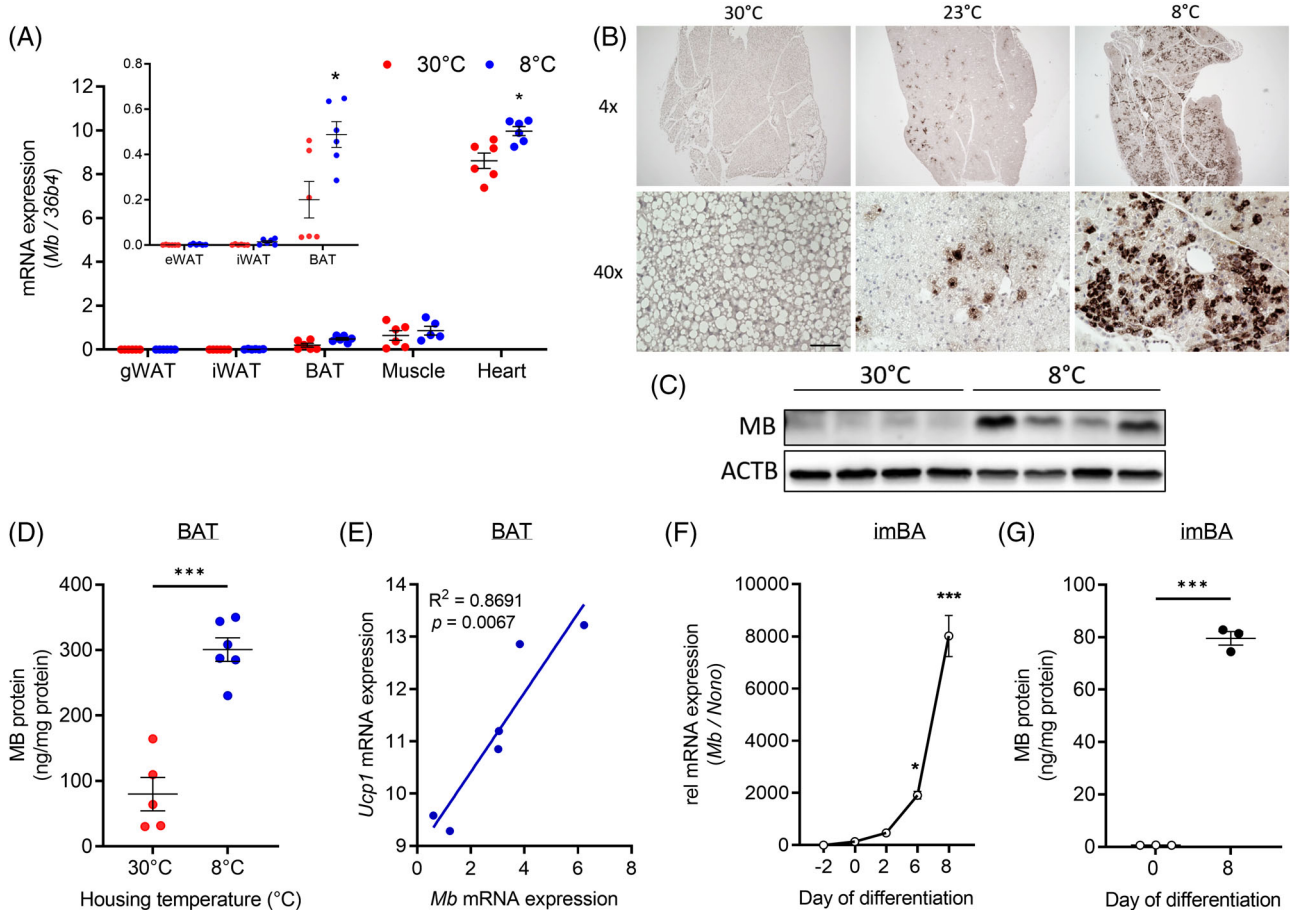 (A)
30°C 8°C
mRNA expression
(Mb / 36b4)
12
10
8
6
4
2
0
gWAT iWAT BAT Muscle Heart
0.8
0.6
0.4
0.2
0.0
eWAT iWAT BAT
*
*
(B)
30°C 23°C 8°C
4x
40x
(C)
30°C 8°C
MB
ACTB
(D)
BAT
***
MB protein
(ng/mg protein)
400
300
200
100
0
30°C 8°C
Housing temperature (°C)
(E)
BAT
R2 = 0.8691
p = 0.0067
Ucp1 mRNA expression
14
13
12
11
10
9
0 2 4 6 8
Mb mRNA expression
(F)
imBA
rel mRNA expression
(Mb / Nono)
10000
8000
6000
4000
2000
0
***
*
-2 0 2 6 8
Day of differentiation
(G)
imBA
***
MB protein
(ng/mg protein)
100
80
60
40
20
0
0 8
Day of differentiation